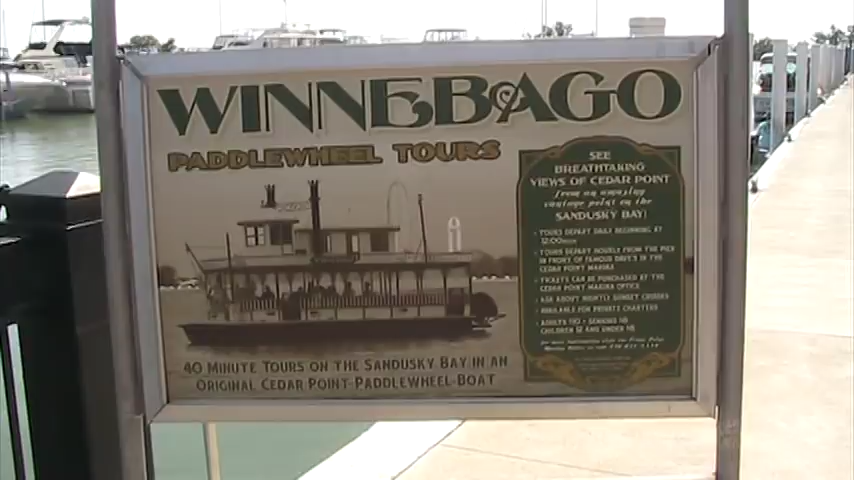 WINNEBAGO
PADDLEWHEEL TOURS
SEE
BREATHTAKING
VIEWS OF CEDAR POINT
from an amazing
vantage point on the
SANDUSKY BAY!
• TOURS DEPART DAILY BEGINNING AT
12:00
• TOURS DEPART HOURLY FROM THE PIER
IN FRONT OF FAMOUS DAVE'S IN THE
CEDAR POINT MARINA
• TICKETS CAN BE PURCHASED AT THE
CEDAR POINT MARINA OFFICE
• ASK ABOUT NIGHTLY SUNSET CRUISES
• AVAILABLE FOR PRIVATE CHARTERS
• ADULTS $10 • SENIORS $8
CHILDREN 12 AND UNDER $8
40 MINUTE TOURS ON THE SANDUSKY BAY IN AN
ORIGINAL CEDAR POINT PADDLEWHEEL BOAT